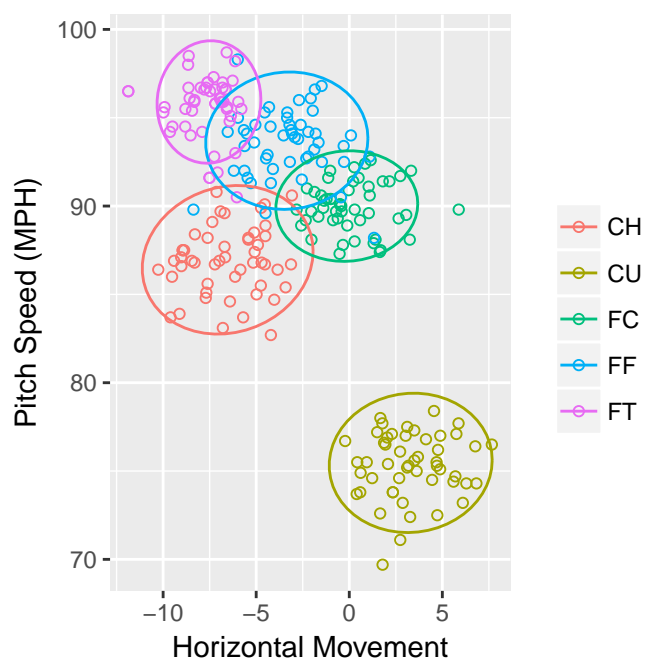 100
90
80
70
Pitch Speed (MPH)
−10
−5
0
5
Horizontal Movement
CH
CU
FC
FF
FT